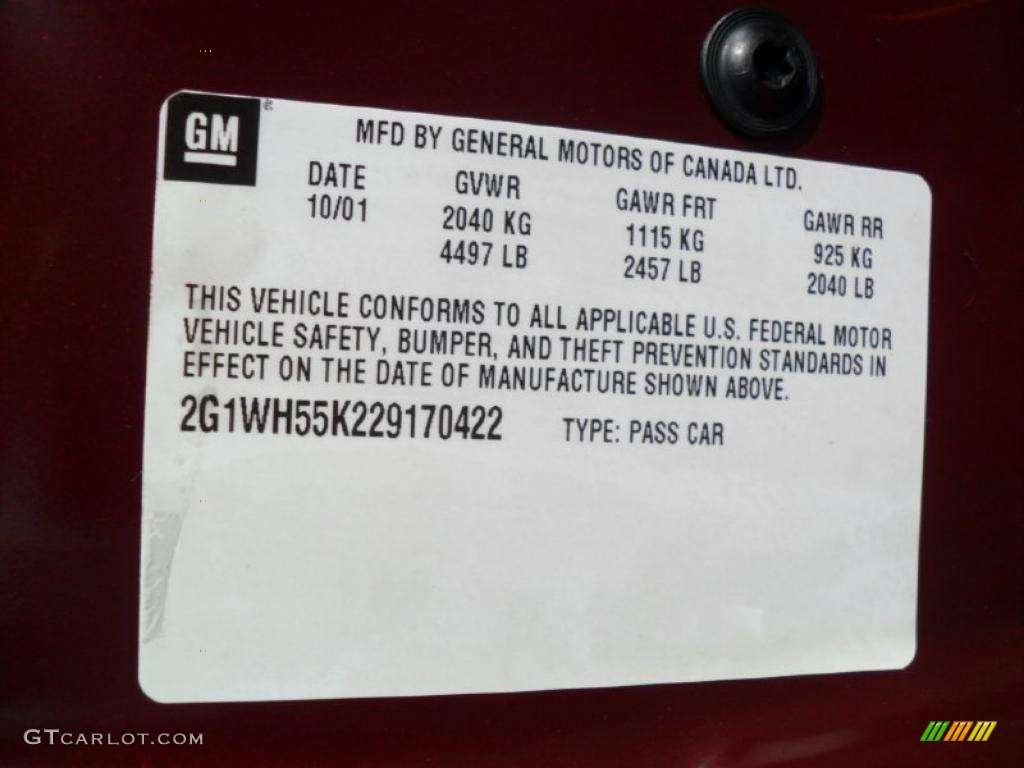 GM
MFD BY GENERAL MOTORS OF CANADA LTD.
DATE GVWR GAWR FRT GAWR RR
10/01 2040 KG 1115 KG 925 KG
4497 LB 2457 LB 2040 LB
THIS VEHICLE CONFORMS TO ALL APPLICABLE U.S. FEDERAL MOTOR
VEHICLE SAFETY, BUMPER, AND THEFT PREVENTION STANDARDS IN
EFFECT ON THE DATE OF MANUFACTURE SHOWN ABOVE.
2G1WH55K229170422 TYPE: PASS CAR
GTCARLOT.COM